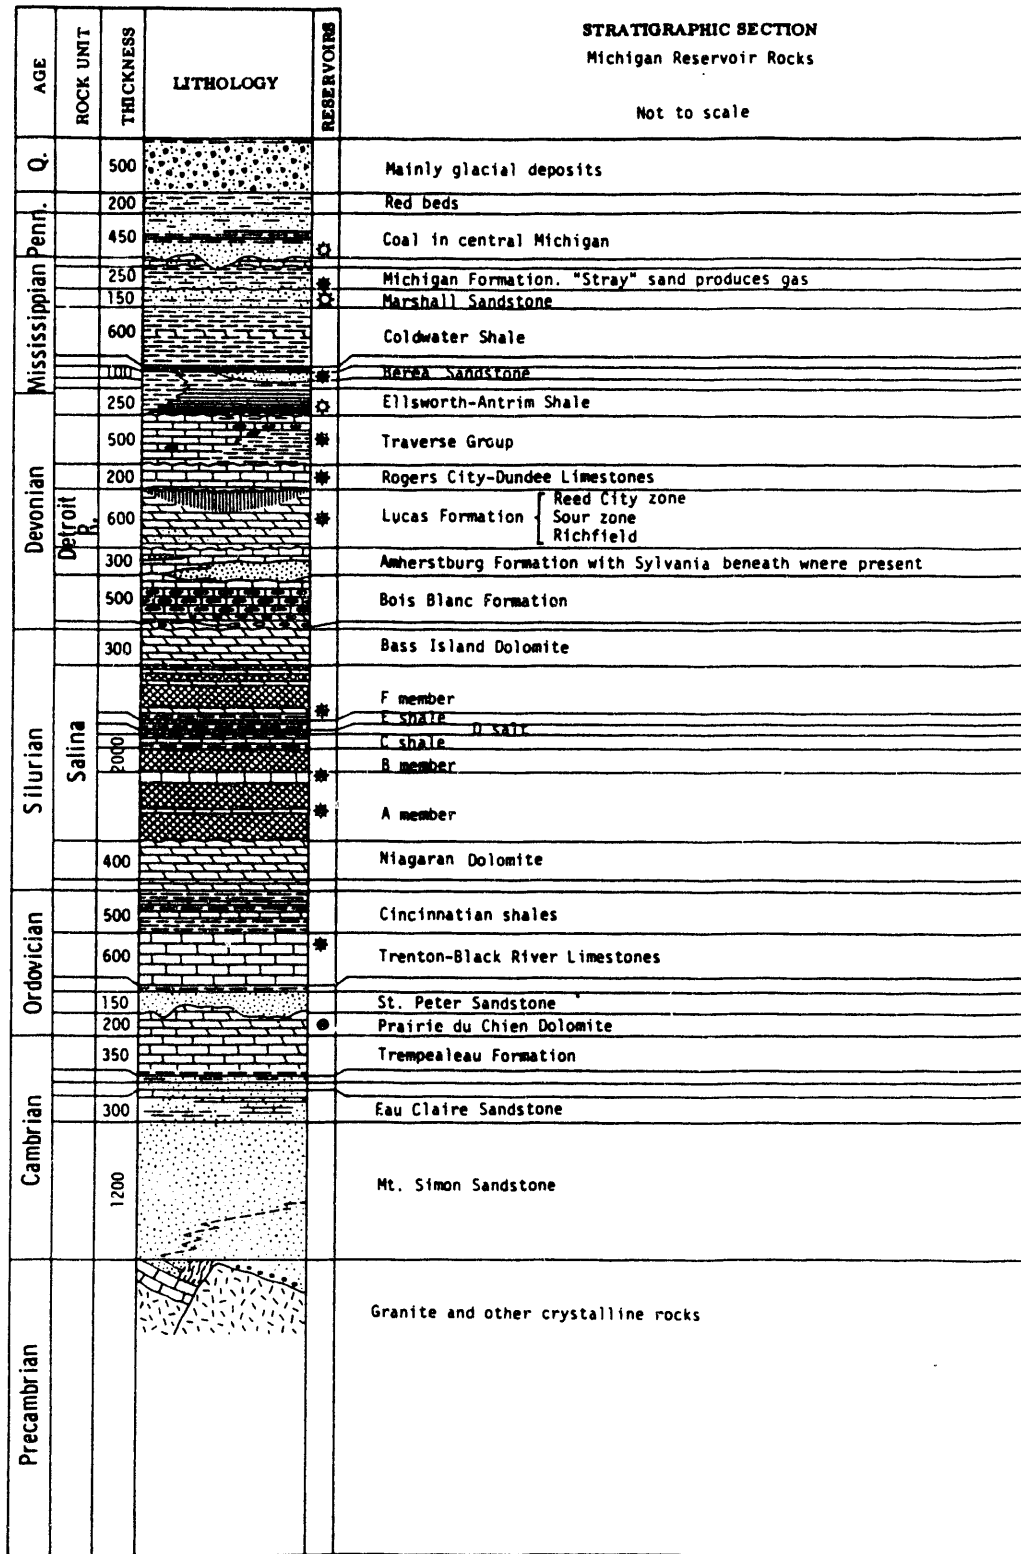 AGE
ROCK UNIT
THICKNESS
LITHOLOGY
RESERVOIRS
STRATIGRAPHIC SECTION
Michigan Reservoir Rocks
Not to scale
Q.
500
Mainly glacial deposits
Penn.
200
Red beds
450
Coal in central Michigan
Mississippian
250
Michigan Formation. "Stray" sand produces gas
150
Marshall Sandstone
600
Coldwater Shale
100
Berea Sandstone
250
Ellsworth-Antrim Shale
Devonian
500
Traverse Group
200
Rogers City-Dundee Limestones
Detroit
R.
600
Lucas Formation
Reed City zone
Sour zone
Richfield
300
Amherstburg Formation with Sylvania beneath where present
500
Bois Blanc Formation
Silurian
300
Bass Island Dolomite
Salina
2000
F member
E shale
D salt
C shale
B member
A member
400
Niagaran Dolomite
Ordovician
500
Cincinnatian shales
600
Trenton-Black River Limestones
150
St. Peter Sandstone
200
Prairie du Chien Dolomite
Cambrian
350
Trempealeau Formation
300
Eau Claire Sandstone
1200
Mt. Simon Sandstone
Precambrian
Granite and other crystalline rocks